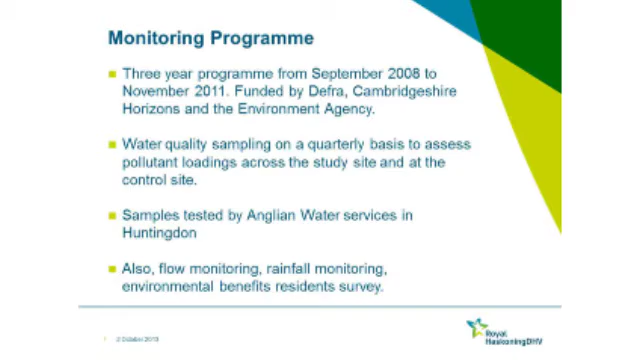 Monitoring Programme
Three year programme from September 2008 to
November 2011. Funded by Defra, Cambridgeshire
Horizons and the Environment Agency.
Water quality sampling on a quarterly basis to assess
pollutant loadings across the study site and at the
control site.
Samples tested by Anglian Water services in
Huntingdon
Also, flow monitoring, rainfall monitoring,
environmental benefits residents survey.
October 2013
Royal
HaskoningDHV